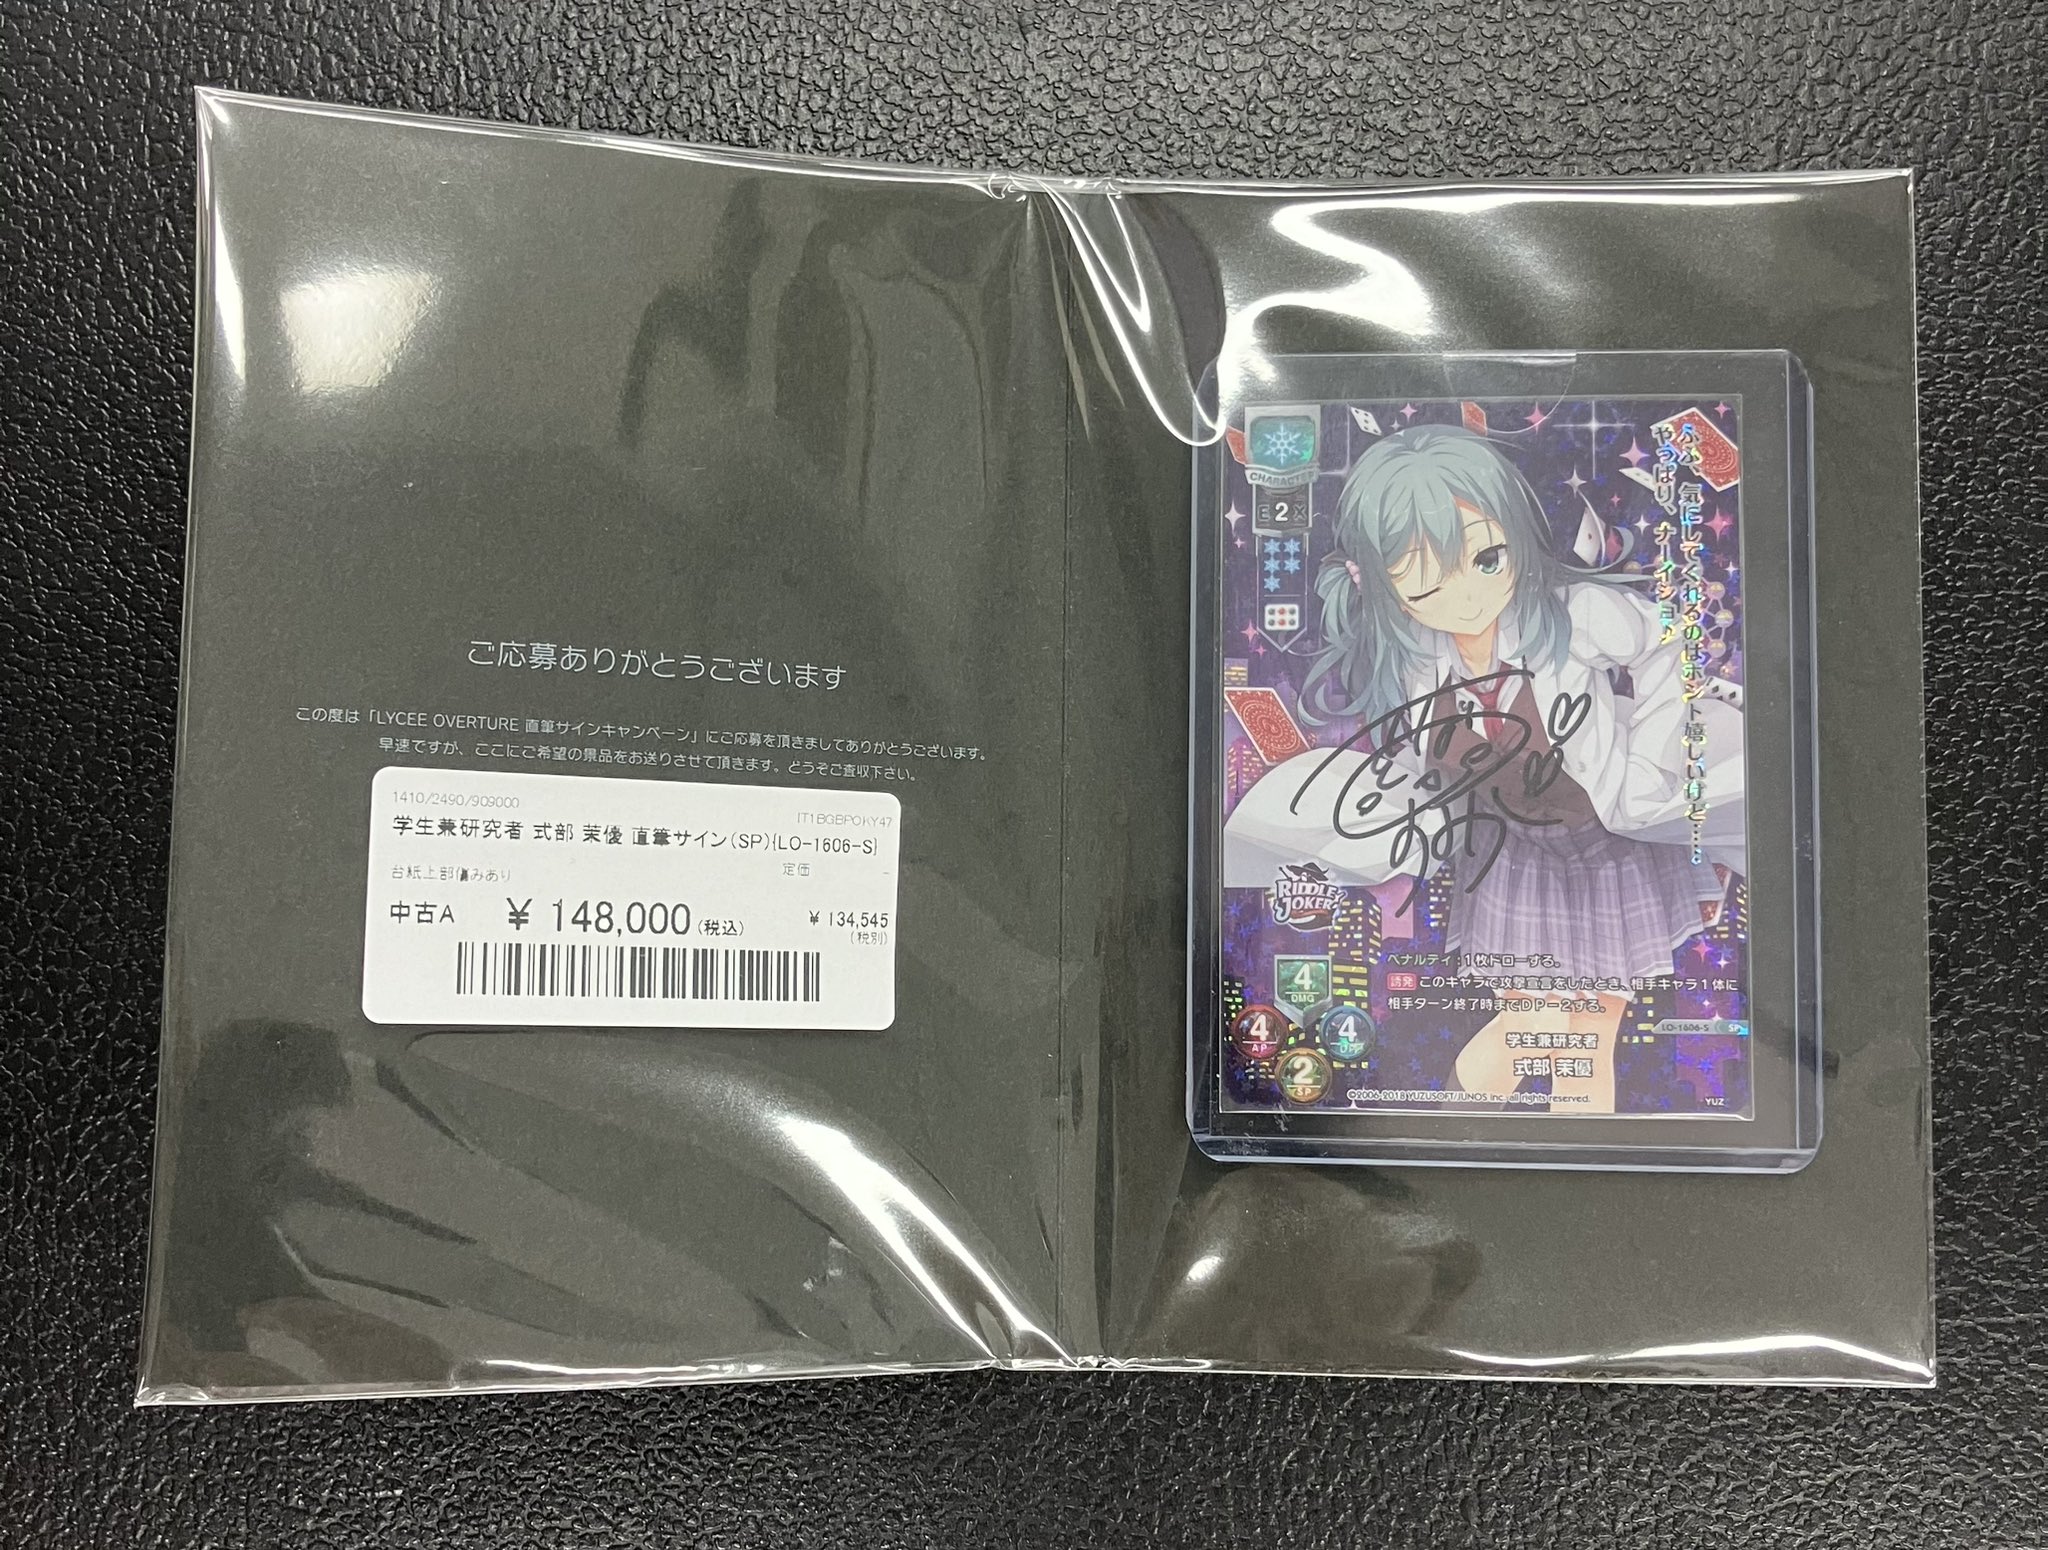 ご応募ありがとうございます
この度は「LYCEE OVERTURE 直筆サインキャンペーン」にご応募を頂きましてありがとうございます。
早速ですが、ここにご希望の景品をお送りさせて頂きます。どうぞご査収下さい。
1410/2490/909000
IT1BGBPOKY47
学生兼研究者 式部 茉優 直筆サイン(SP){LO-1606-S}
台紙上部傷みあり
定価 -
中古A ¥ 148,000(税込) ¥ 134,545
(税別)
CHARACTER
E 2 X
ふふ、気にしてくれるのはホント嬉しいけど……。
やっぱり、ナーイショ♪
RIDDLE JOKER
ペナルティ:1枚ドローする。
誘発 このキャラで攻撃宣言をしたとき、相手キャラ1体に
相手ターン終了時までDP-2する。
4
DMG
4
AP
4
DP
2
SP
LO-1606-S SP
学生兼研究者
式部 茉優
©2006-2018 YUZUSOFT/JUNOS Inc. all rights reserved.
YUZ